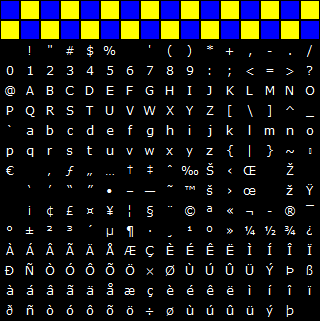 ! " # $ % ' ( ) * + , - . /
0 1 2 3 4 5 6 7 8 9 : ; < = > ?
@ A B C D E F G H I J K L M N O
P Q R S T U V W X Y Z [ \ ] ^ _
` a b c d e f g h i j k l m n o
p q r s t u v w x y z { | } ~ ▯
€ ‚ ƒ „ … † ‡ ˆ ‰ Š ‹ Œ Ž
‘ ’ “ ” • – — ˜ ™ š › œ ž Ÿ
¡ ¢ £ ¤ ¥ ¦ § ¨ © ª « ¬ - ® ¯
° ± ² ³ ´ µ ¶ · ¸ ¹ º » ¼ ½ ¾ ¿
À Á Â Ã Ä Å Æ Ç È É Ê Ë Ì Í Î Ï
Ð Ñ Ò Ó Ô Õ Ö × Ø Ù Ú Û Ü Ý Þ ß
à á â ã ä å æ ç è é ê ë ì í î ï
ð ñ ò ó ô õ ö ÷ ø ù ú û ü ý þ